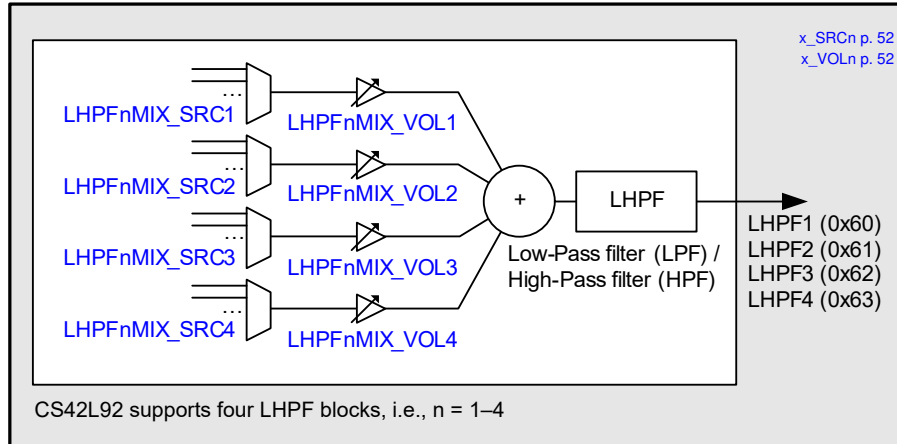 x_SRCn p. 52
x_VOLn p. 52
...
LHPFnMIX_SRC1
LHPFnMIX_VOL1
...
LHPFnMIX_SRC2
LHPFnMIX_VOL2
...
LHPFnMIX_SRC3
LHPFnMIX_VOL3
...
LHPFnMIX_SRC4
LHPFnMIX_VOL4
+
LHPF
Low-Pass filter (LPF) /
High-Pass filter (HPF)
LHPF1 (0x60)
LHPF2 (0x61)
LHPF3 (0x62)
LHPF4 (0x63)
CS42L92 supports four LHPF blocks, i.e., n = 1–4